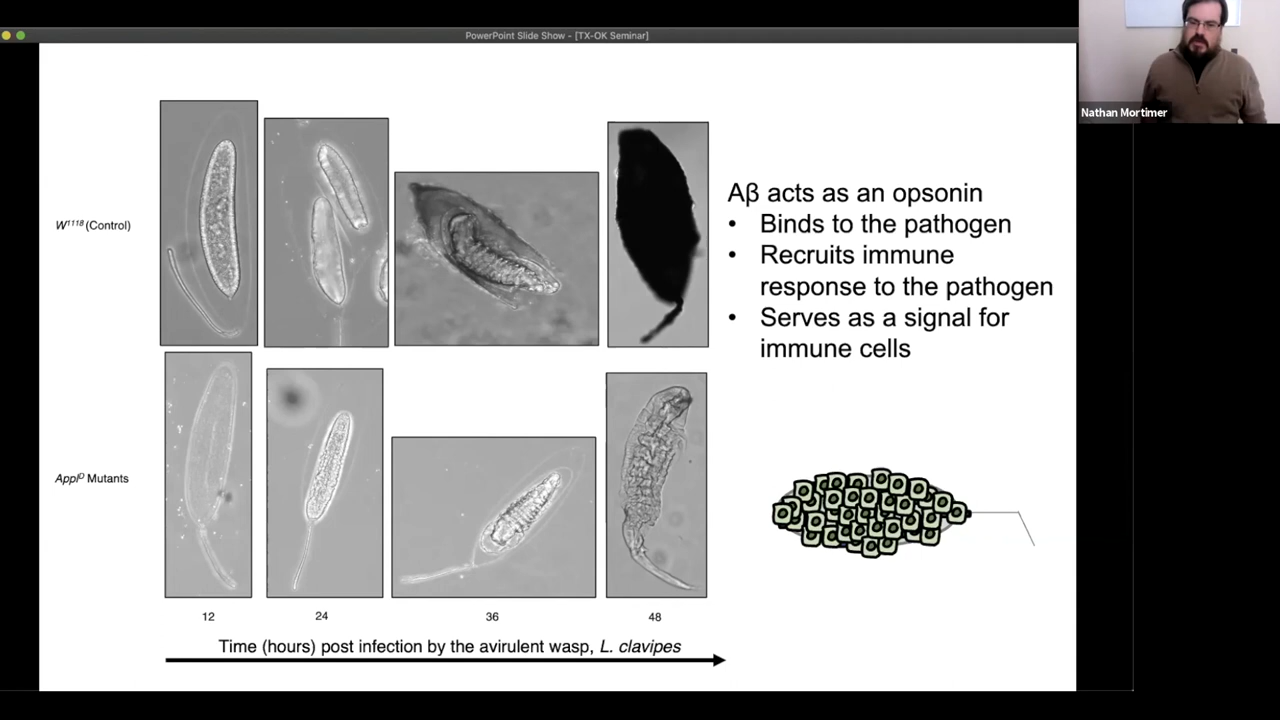 PowerPoint Slide Show - [TX-OK Seminar]
Nathan Mortimer
W1118 (Control)
Aβ acts as an opsonin
• Binds to the pathogen
• Recruits immune
response to the pathogen
• Serves as a signal for
immune cells
ApplD Mutants
12 24 36 48
Time (hours) post infection by the avirulent wasp, L. clavipes